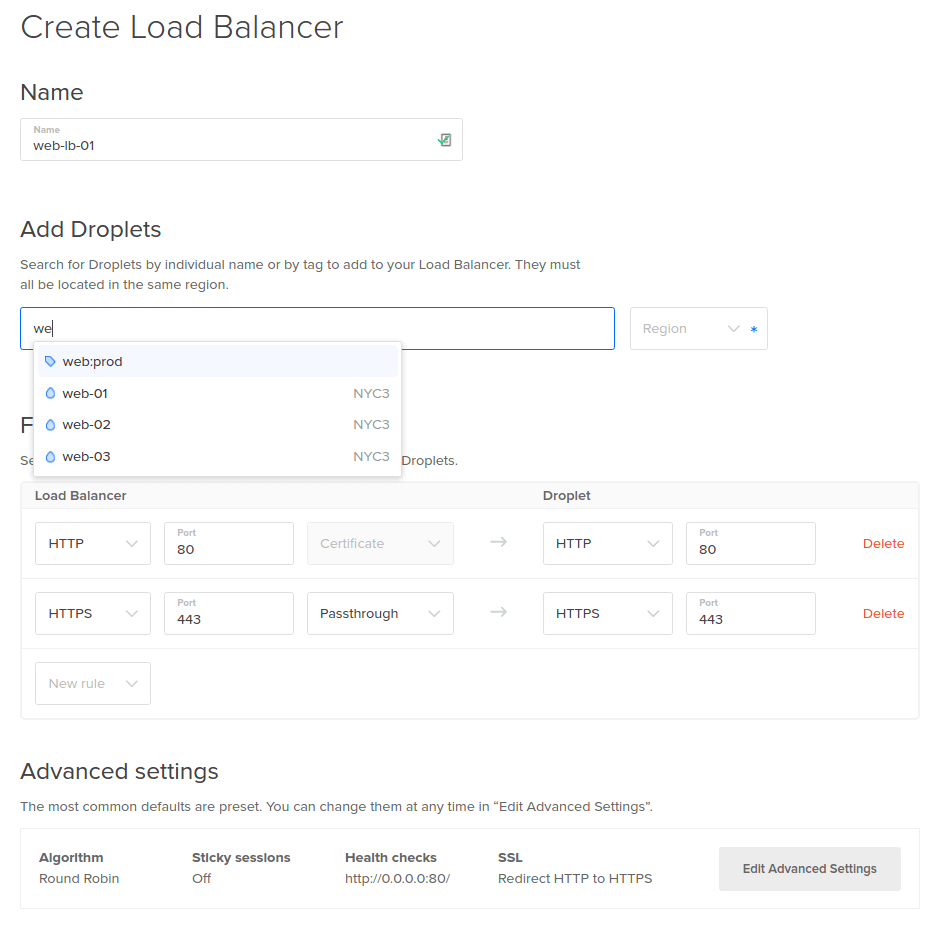 Create Load Balancer
Name
Name
web-lb-01
Add Droplets
Search for Droplets by individual name or by tag to add to your Load Balancer. They must
all be located in the same region.
we
Region *
web:prod
web-01 NYC3
web-02 NYC3
web-03 NYC3
Droplets.
Load Balancer Droplet
HTTP Port 80 Certificate → HTTP Port 80 Delete
HTTPS Port 443 Passthrough → HTTPS Port 443 Delete
New rule
Advanced settings
The most common defaults are preset. You can change them at any time in “Edit Advanced Settings”.
Algorithm Sticky sessions Health checks SSL
Round Robin Off http://0.0.0.0:80/ Redirect HTTP to HTTPS
Edit Advanced Settings